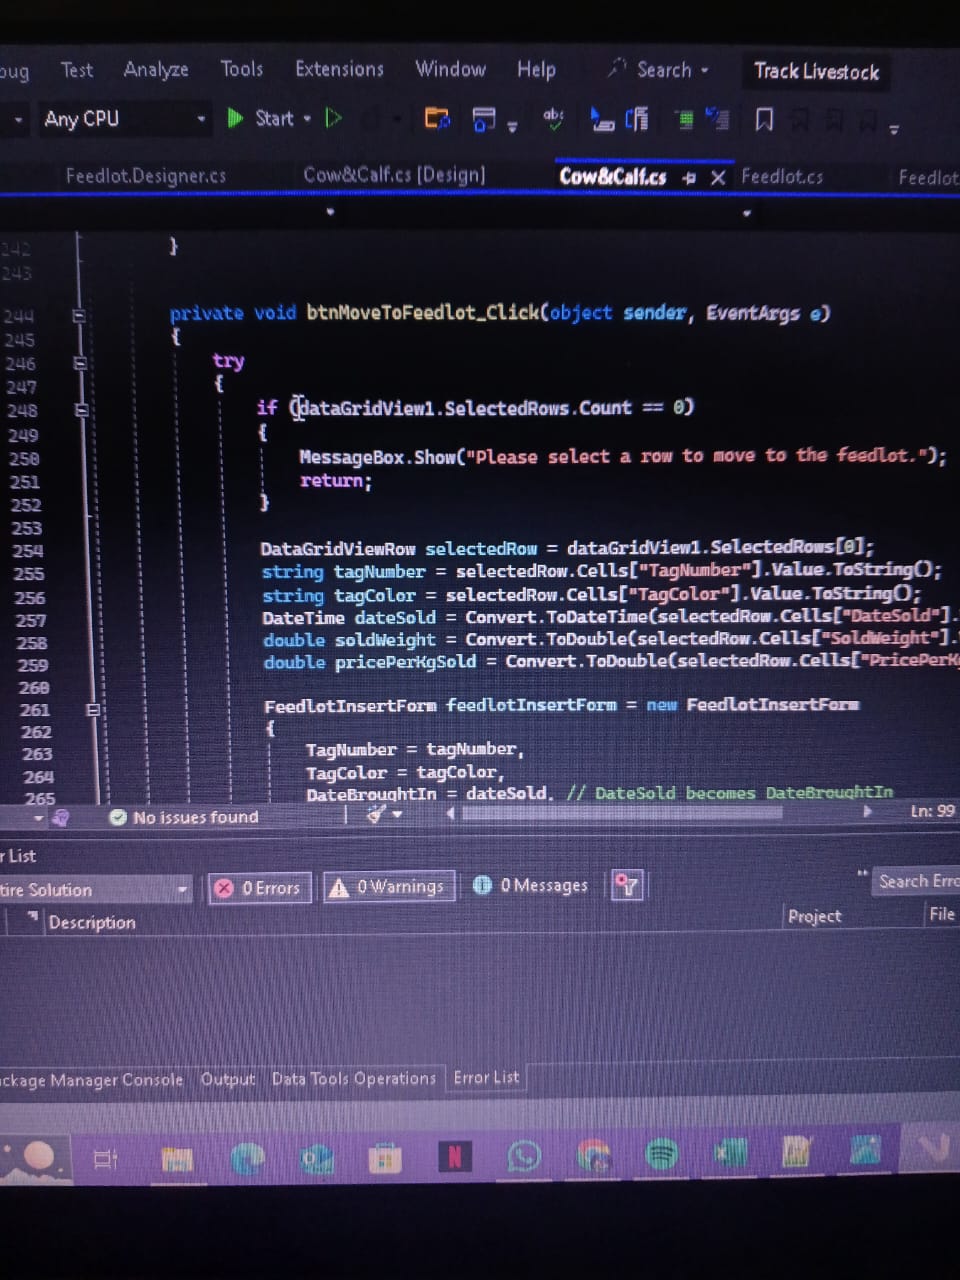 Test Analyze Tools Extensions Window Help Search Track Livestock
Any CPU Start
Feedlot.Designer.cs Cow&Calf.cs [Design] Cow&Calf.cs Feedlot.cs Feedlot
242 }
243
244 private void btnMoveToFeedlot_Click(object sender, EventArgs e)
245 {
246 try
247 {
248 if (dataGridView1.SelectedRows.Count == 0)
249 {
250 MessageBox.Show("Please select a row to move to the feedlot.");
251 return;
252 }
253
254 DataGridViewRow selectedRow = dataGridView1.SelectedRows[0];
255 string tagNumber = selectedRow.Cells["TagNumber"].Value.ToString();
256 string tagColor = selectedRow.Cells["TagColor"].Value.ToString();
257 DateTime dateSold = Convert.ToDateTime(selectedRow.Cells["DateSold"].
258 double soldWeight = Convert.ToDouble(selectedRow.Cells["SoldWeight"].
259 double pricePerKgSold = Convert.ToDouble(selectedRow.Cells["PricePerKg
260
261 FeedlotInsertForm feedlotInsertForm = new FeedlotInsertForm
262 {
263 TagNumber = tagNumber,
264 TagColor = tagColor,
265 DateBroughtIn = dateSold, // DateSold becomes DateBroughtIn
No issues found Ln: 99
r List
tire Solution 0 Errors 0 Warnings 0 Messages Search Erro
Description Project File
ckage Manager Console Output Data Tools Operations Error List